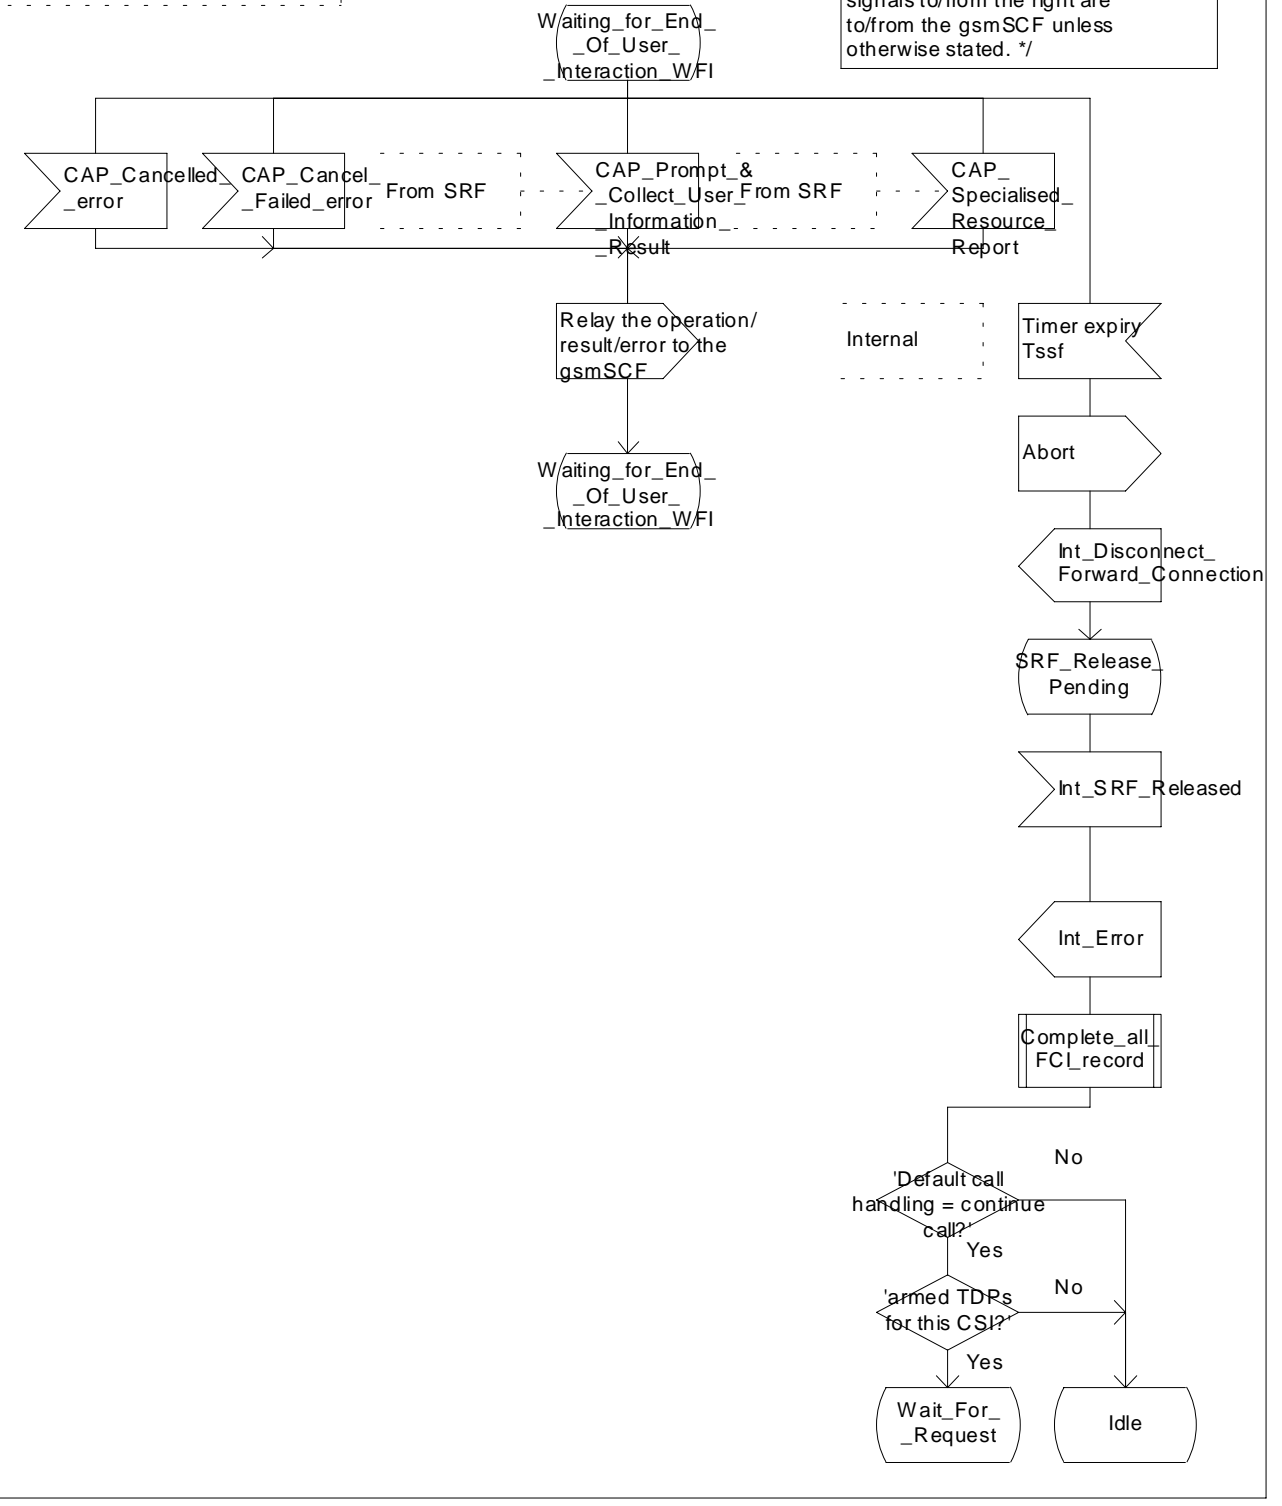 signals to/from the right are
to/from the gsmSCF unless
otherwise stated. */
Waiting_for_End_
_Of_User_
_Interaction_WFI
CAP_Cancelled_
_error
CAP_Cancel_
_Failed_error
From SRF
CAP_Prompt_&
_Collect_User_
_Information_
_Result
From SRF
CAP_
Specialised_
Resource_
Report
Relay the operation/
result/error to the
gsmSCF
Internal
Timer expiry
Tssf
Abort
Waiting_for_End_
_Of_User_
_Interaction_WFI
Int_Disconnect_
Forward_Connection
SRF_Release_
Pending
Int_SRF_Released
Int_Error
Complete_all_
FCI_record
No
'Default call
handling = continue
call?'
Yes
No
'armed TDPs
for this CSI?'
Yes
Wait_For_
_Request
Idle